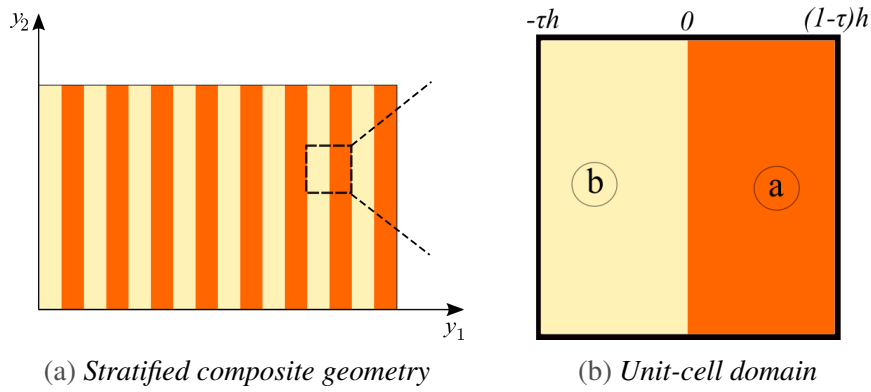 y₂
y₁
(a) Stratified composite geometry
-τh 0 (1-τ)h
b a
(b) Unit-cell domain